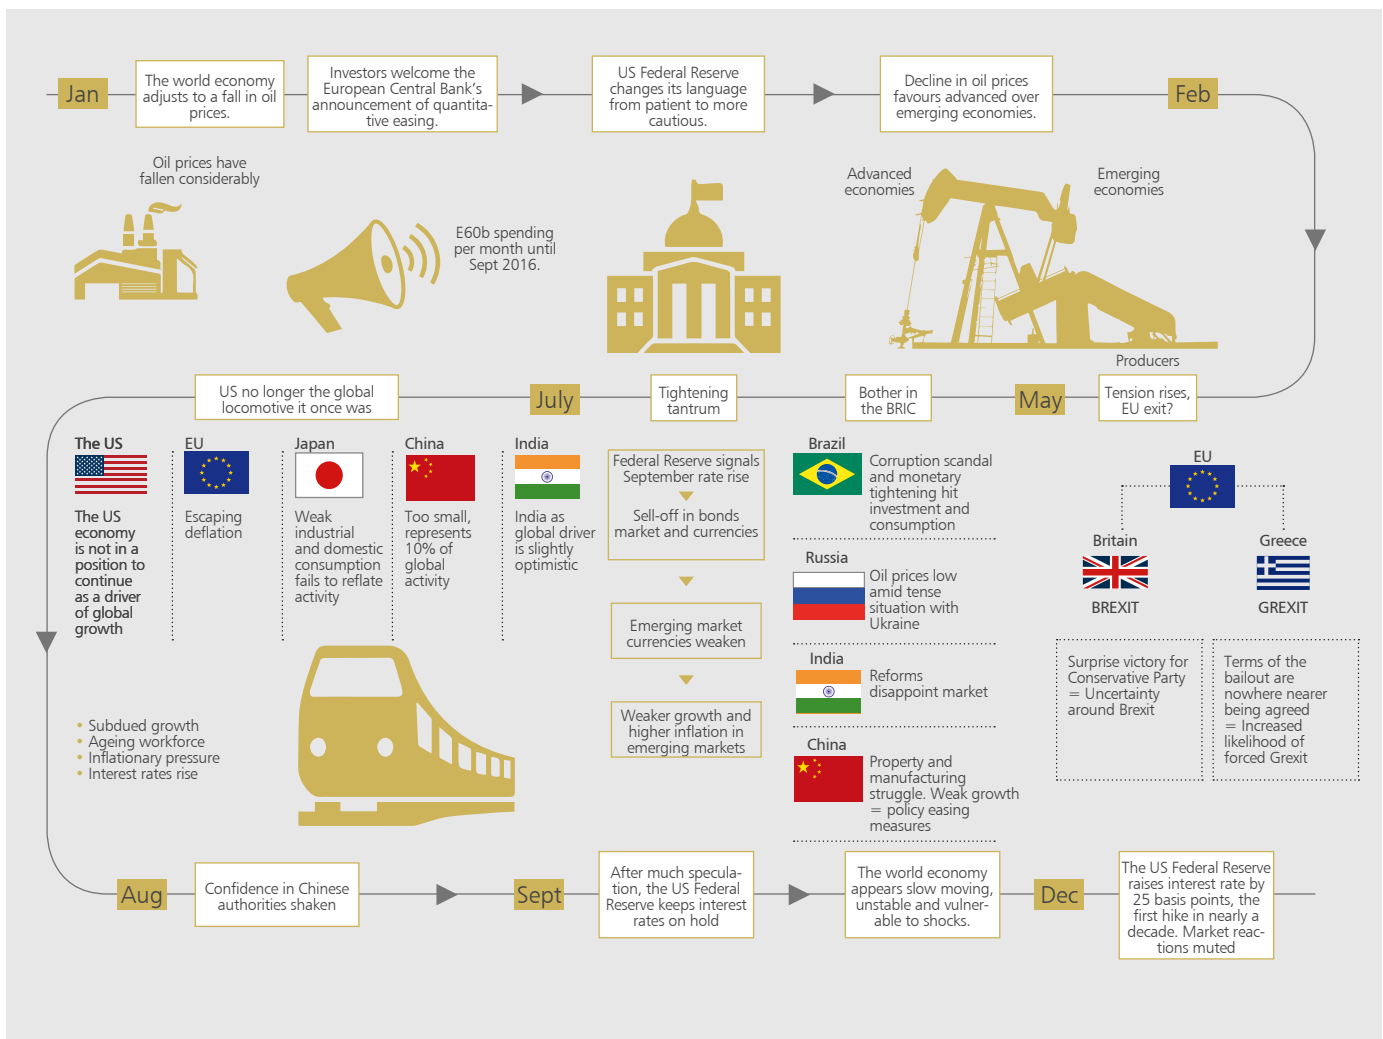 Jan
The world economy
adjusts to a fall in oil
prices.
Investors welcome the
European Central Bank's
announcement of quantita-
tive easing.
US Federal Reserve
changes its language
from patient to more
cautious.
Decline in oil prices
favours advanced over
emerging economies.
Feb
Oil prices have
fallen considerably
E60b spending
per month until
Sept 2016.
Advanced
economies
Emerging
economies
Producers
Tension rises,
EU exit?
May
Bother in
the BRIC
Tightening
tantrum
July
US no longer the global
locomotive it once was
EU
Britain
BREXIT
Surprise victory for
Conservative Party
= Uncertainty
around Brexit
Greece
GREXIT
Terms of the
bailout are
nowhere nearer
being agreed
= Increased
likelihood of
forced Grexit
Brazil
Corruption scandal
and monetary
tightening hit
investment and
consumption
Russia
Oil prices low
amid tense
situation with
Ukraine
India
Reforms
disappoint market
China
Property and
manufacturing
struggle. Weak growth
= policy easing
measures
Federal Reserve signals
September rate rise
Sell-off in bonds
market and currencies
Emerging market
currencies weaken
Weaker growth and
higher inflation in
emerging markets
The US
The US
economy
is not in a
position to
continue
as a driver
of global
growth
EU
Escaping
deflation
Japan
Weak
industrial
and domestic
consumption
fails to reflate
activity
China
Too small,
represents
10% of
global
activity
India
India as
global driver
is slightly
optimistic
• Subdued growth
• Ageing workforce
• Inflationary pressure
• Interest rates rise
Aug
Confidence in Chinese
authorities shaken
Sept
After much specula-
tion, the US Federal
Reserve keeps interest
rates on hold
The world economy
appears slow moving,
unstable and vulner-
able to shocks.
Dec
The US Federal Reserve
raises interest rate by
25 basis points, the
first hike in nearly a
decade. Market reac-
tions muted